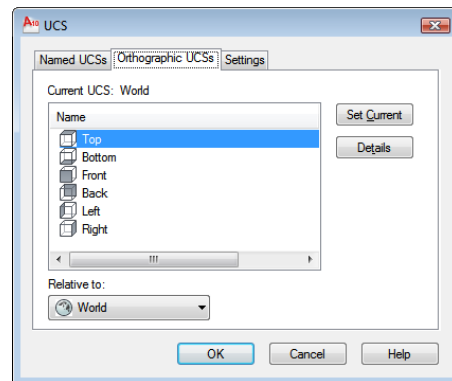 A10 UCS
Named UCSs Orthographic UCSs Settings
Current UCS: World
Name
Top
Bottom
Front
Back
Left
Right
Set Current
Details
Relative to:
World
OK Cancel Help